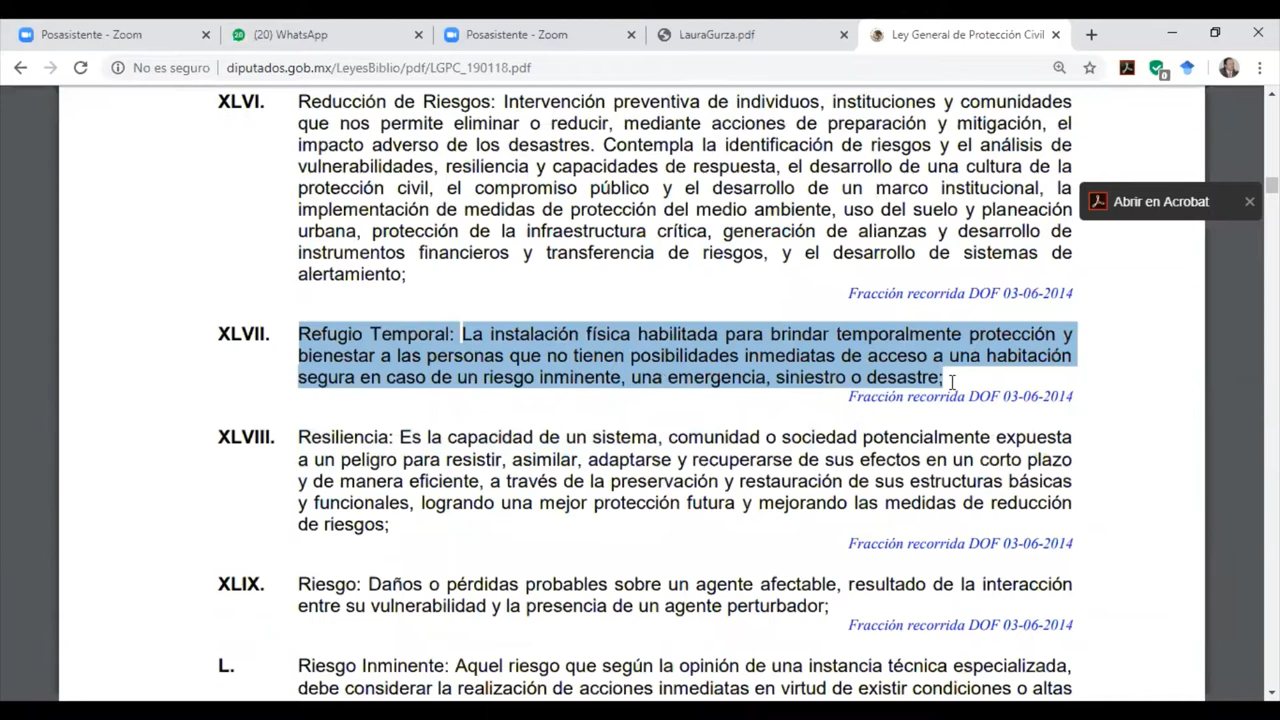 Posasistente - Zoom
(20) WhatsApp
Posasistente - Zoom
LauraGurza.pdf
Ley General de Protección Civil
No es seguro
deputados.gob.mx/LeyesBiblio/pdf/LGPC_190118.pdf
0
XLVI. Reducción de Riesgos: Intervención preventiva de individuos, instituciones y comunidades
que nos permite eliminar o reducir, mediante acciones de preparación y mitigación, el
impacto adverso de los desastres. Contempla la identificación de riesgos y el análisis de
vulnerabilidades, resiliencia y capacidades de respuesta, el desarrollo de una cultura de la
protección civil, el compromiso público y el desarrollo de un marco institucional, la
implementación de medidas de protección del medio ambiente, uso del suelo y planeación
urbana, protección de la infraestructura crítica, generación de alianzas y desarrollo de
instrumentos financieros y transferencia de riesgos, y el desarrollo de sistemas de
alertamiento;
Abrir en Acrobat
Fracción recorrida DOF 03-06-2014
XLVII. Refugio Temporal: La instalación física habilitada para brindar temporalmente protección y
bienestar a las personas que no tienen posibilidades inmediatas de acceso a una habitación
segura en caso de un riesgo inminente, una emergencia, siniestro o desastre;
Fracción recorrida DOF 03-06-2014
XLVIII. Resiliencia: Es la capacidad de un sistema, comunidad o sociedad potencialmente expuesta
a un peligro para resistir, asimilar, adaptarse y recuperarse de sus efectos en un corto plazo
y de manera eficiente, a través de la preservación y restauración de sus estructuras básicas
y funcionales, logrando una mejor protección futura y mejorando las medidas de reducción
de riesgos;
Fracción recorrida DOF 03-06-2014
XLIX. Riesgo: Daños o pérdidas probables sobre un agente afectable, resultado de la interacción
entre su vulnerabilidad y la presencia de un agente perturbador;
Fracción recorrida DOF 03-06-2014
L. Riesgo Inminente: Aquel riesgo que según la opinión de una instancia técnica especializada,
debe considerar la realización de acciones inmediatas en virtud de existir condiciones o altas